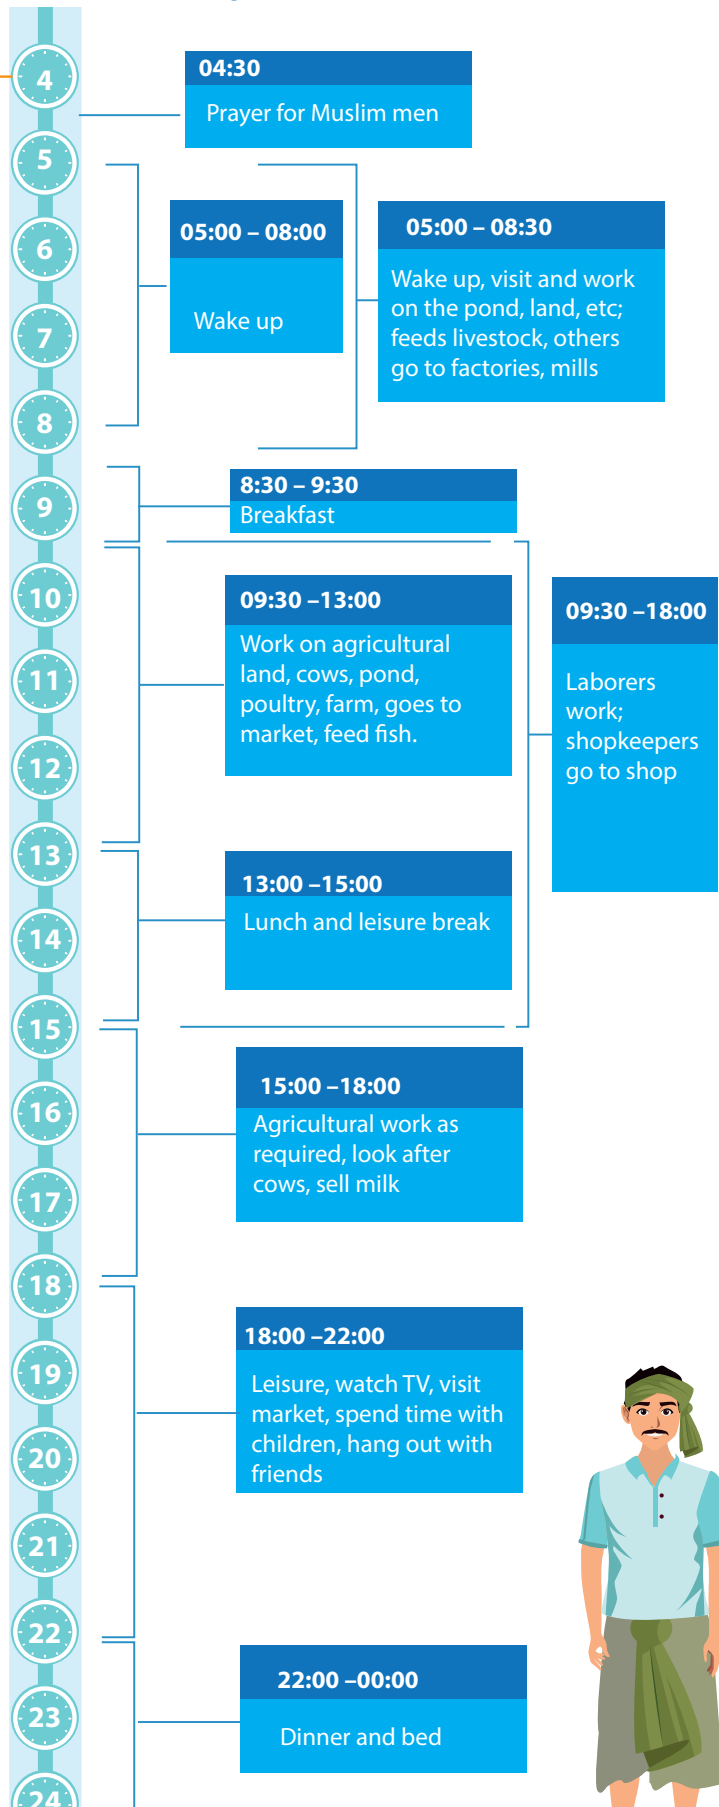 4
04:30
Prayer for Muslim men
5
05:00 – 08:00
Wake up
05:00 – 08:30
Wake up, visit and work
on the pond, land, etc;
feeds livestock, others
go to factories, mills
6
7
8
8:30 – 9:30
Breakfast
9
10
09:30 –13:00
Work on agricultural
land, cows, pond,
poultry, farm, goes to
market, feed fish.
09:30 –18:00
Laborers
work;
shopkeepers
go to shop
11
12
13
13:00 –15:00
Lunch and leisure break
14
15
15:00 –18:00
Agricultural work as
required, look after
cows, sell milk
16
17
18
18:00 –22:00
Leisure, watch TV, visit
market, spend time with
children, hang out with
friends
19
20
21
22
22:00 –00:00
Dinner and bed
23
24